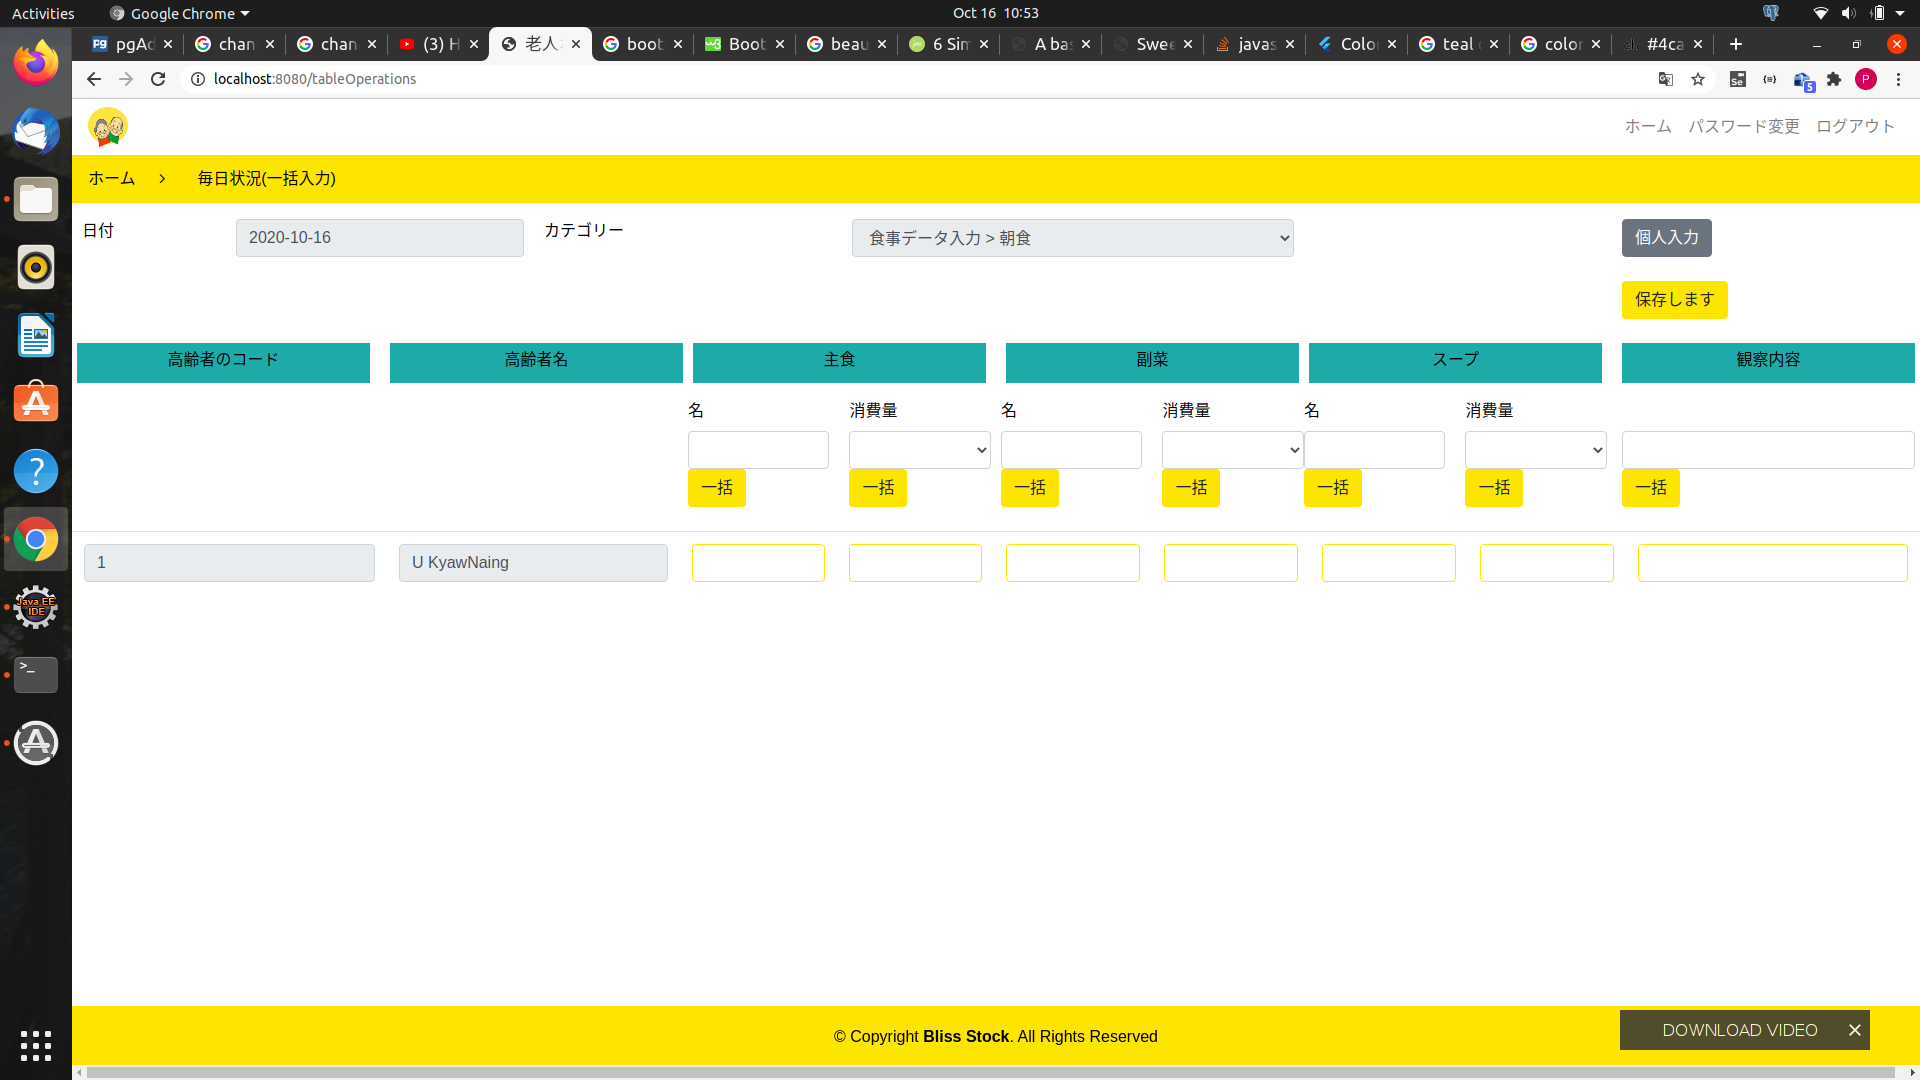 Activities Google Chrome Oct 16 10:53
pgAd chan chan (3) H 老人 boot Boot beau 6 Sim A bas Swee javas Color teal c color #4ca
localhost:8080/tableOperations
ホーム パスワード変更 ログアウト
ホーム > 毎日状況(一括入力)
日付 2020-10-16 カテゴリー 食事データ入力 > 朝食 個人入力
保存します
高齢者のコード 高齢者名 主食 副菜 スープ 観察内容
名 消費量 名 消費量 名 消費量
一括 一括 一括 一括 一括 一括 一括
1 U KyawNaing
© Copyright Bliss Stock. All Rights Reserved
DOWNLOAD VIDEO